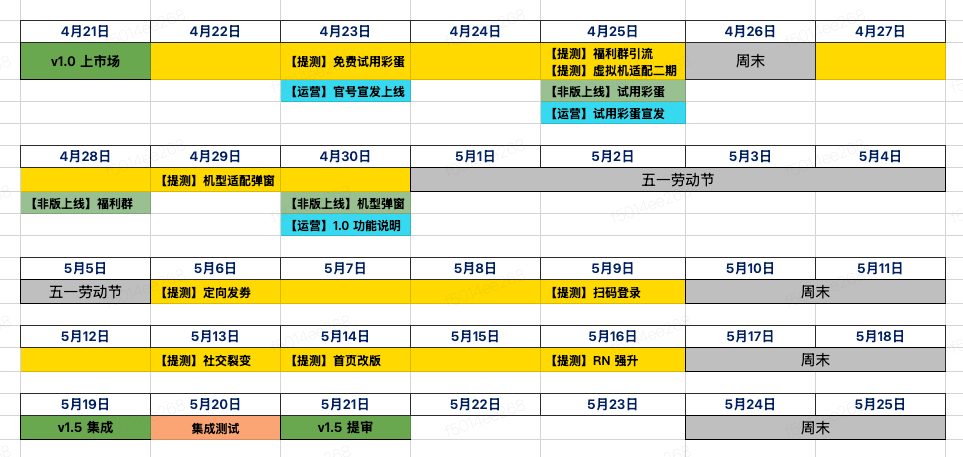 4月21日 4月22日 4月23日 4月24日 4月25日 4月26日 4月27日
v1.0 上市场 【提测】免费试用彩蛋 【提测】福利群引流 周末
【提测】虚拟机适配二期
【运营】官号宣发上线 【非版上线】试用彩蛋
【运营】试用彩蛋宣发
4月28日 4月29日 4月30日 5月1日 5月2日 5月3日 5月4日
【提测】机型适配弹窗 五一劳动节
【非版上线】福利群 【非版上线】机型弹窗
【运营】1.0 功能说明
5月5日 5月6日 5月7日 5月8日 5月9日 5月10日 5月11日
五一劳动节 【提测】定向发券 【提测】扫码登录 周末
5月12日 5月13日 5月14日 5月15日 5月16日 5月17日 5月18日
【提测】社交裂变 【提测】首页改版 【提测】RN 强升 周末
5月19日 5月20日 5月21日 5月22日 5月23日 5月24日 5月25日
v1.5 集成 集成测试 v1.5 提审 周末